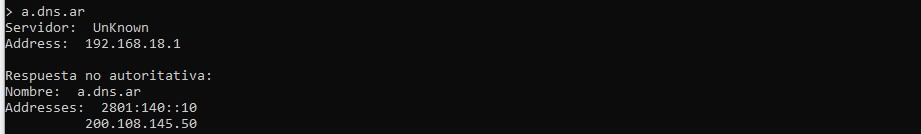 > a.dns.ar
Servidor:  UnKnown
Address:  192.168.18.1

Respuesta no autoritativa:
Nombre:  a.dns.ar
Addresses:  2801:140::10
          200.108.145.50